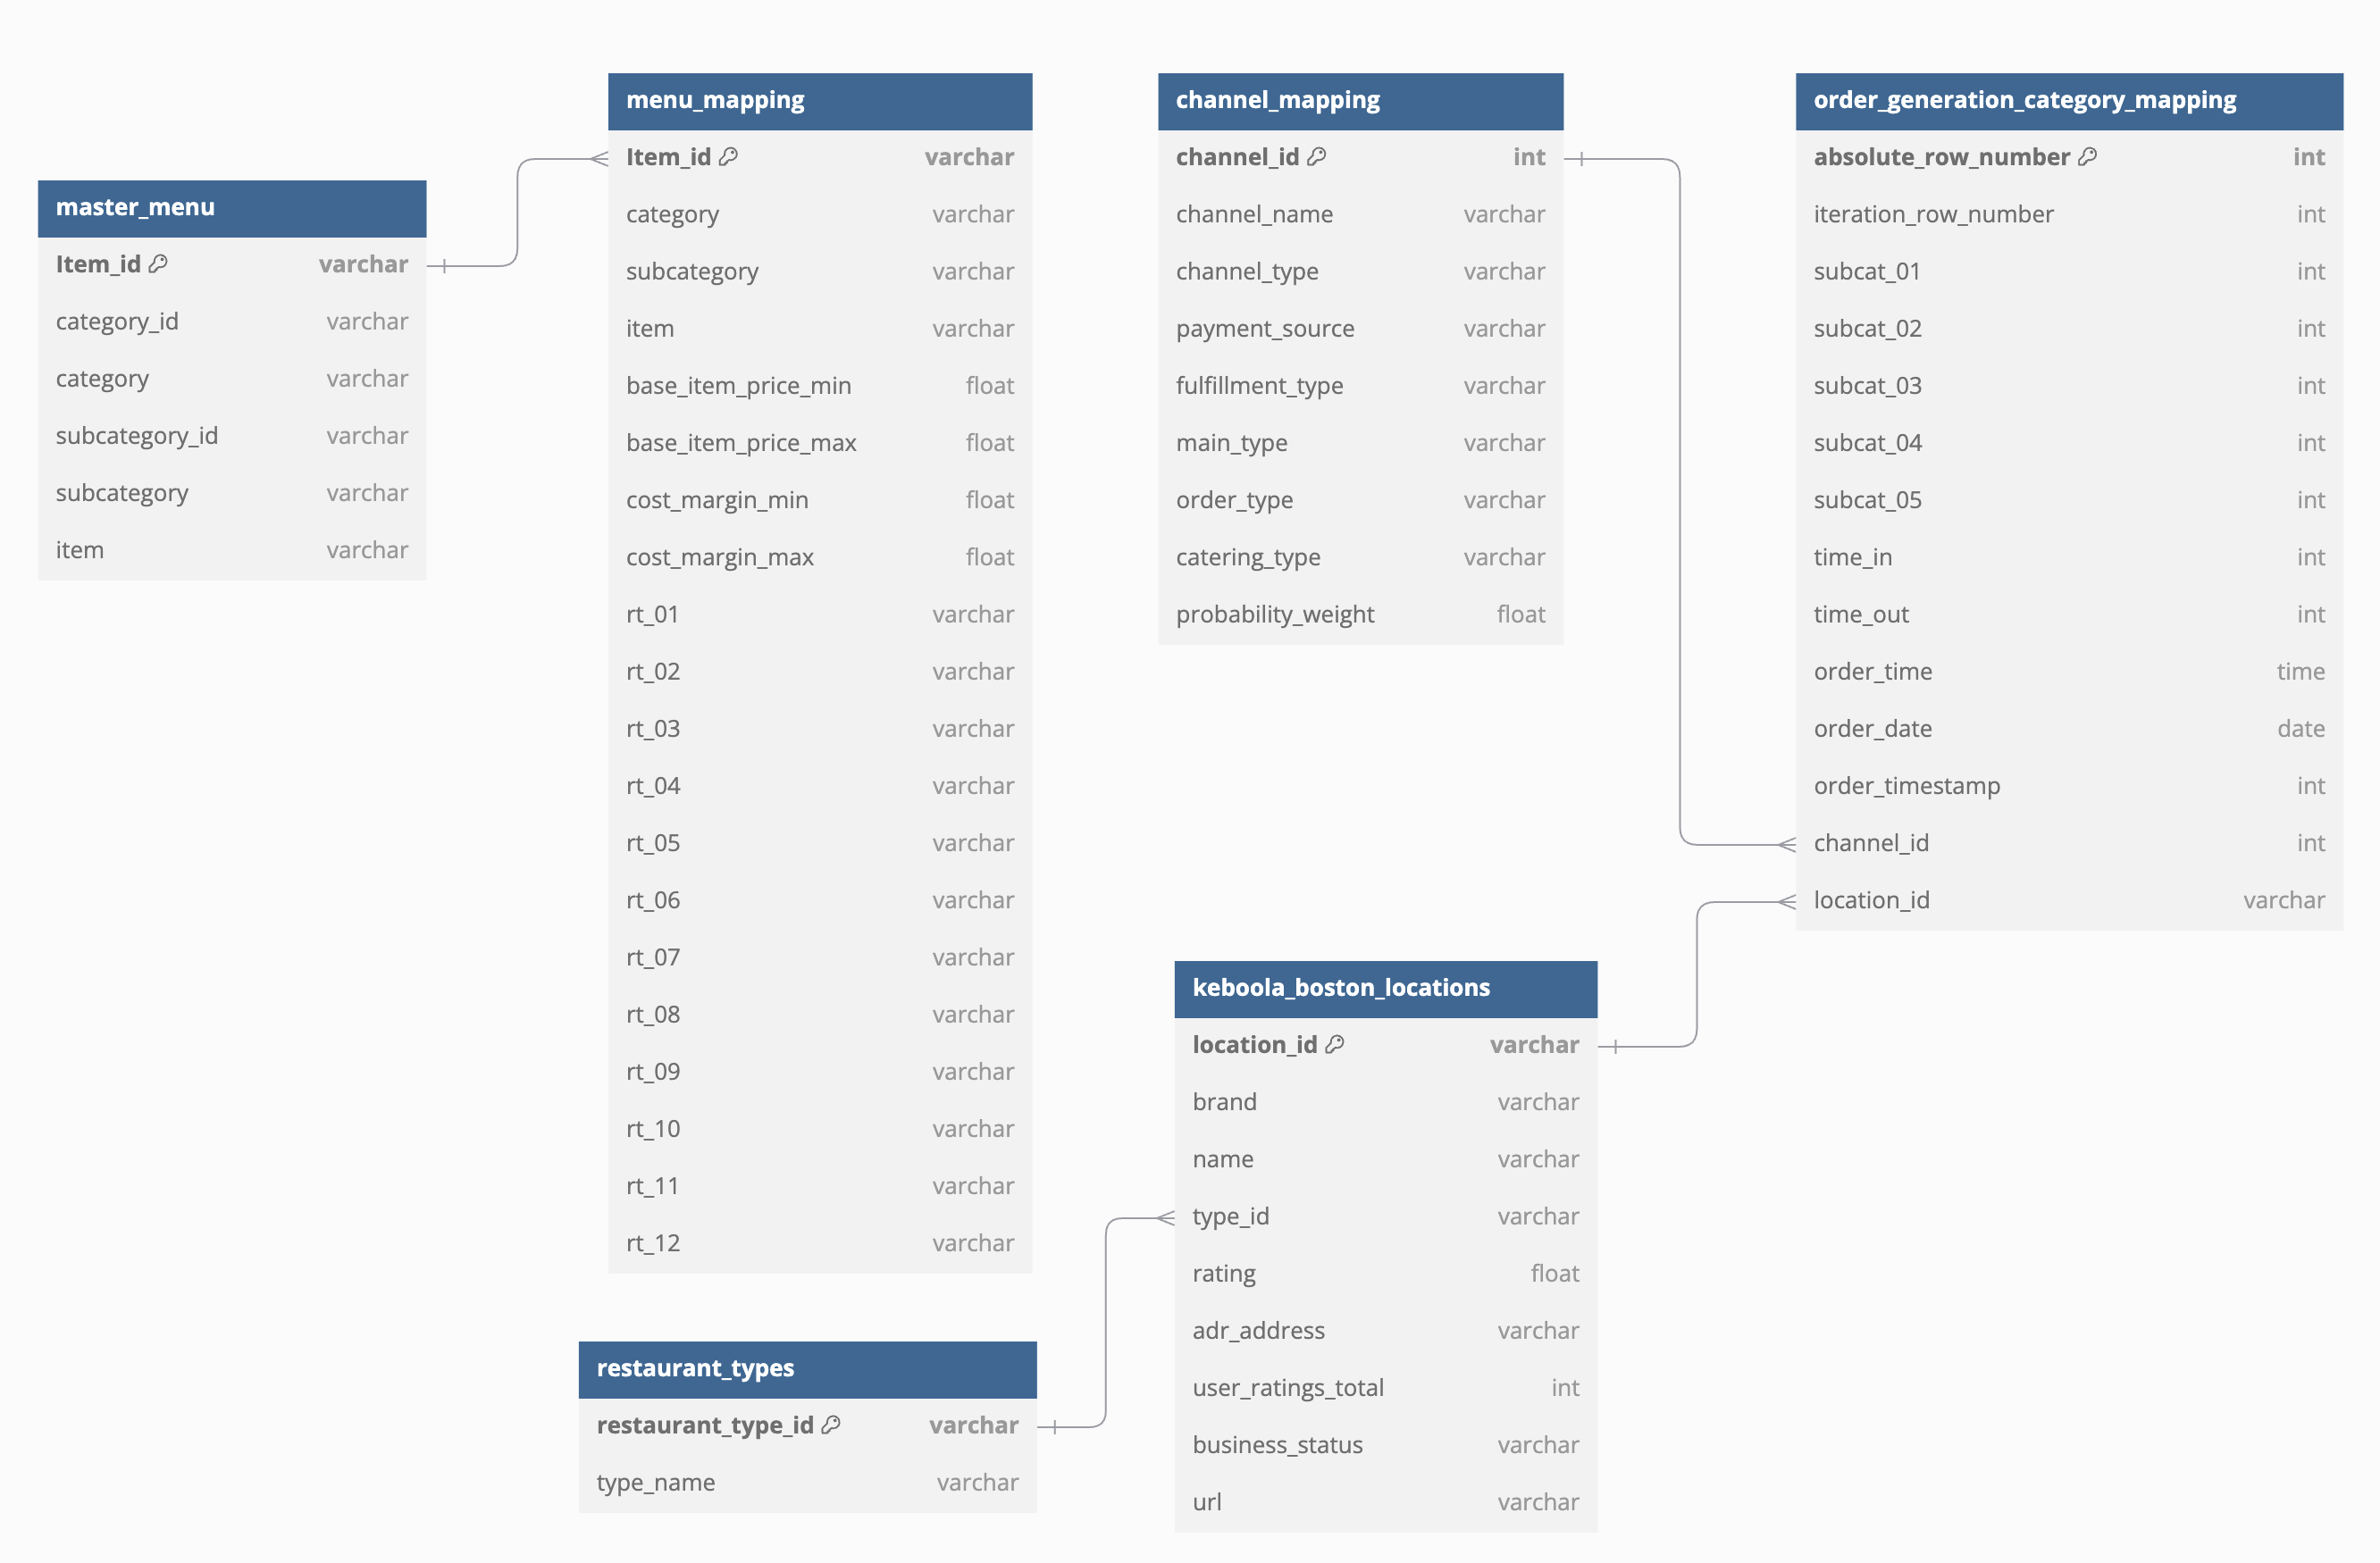 master_menu
Item_id varchar
category_id varchar
category varchar
subcategory_id varchar
subcategory varchar
item varchar
menu_mapping
Item_id varchar
category varchar
subcategory varchar
item varchar
base_item_price_min float
base_item_price_max float
cost_margin_min float
cost_margin_max float
rt_01 varchar
rt_02 varchar
rt_03 varchar
rt_04 varchar
rt_05 varchar
rt_06 varchar
rt_07 varchar
rt_08 varchar
rt_09 varchar
rt_10 varchar
rt_11 varchar
rt_12 varchar
restaurant_types
restaurant_type_id varchar
type_name varchar
channel_mapping
channel_id int
channel_name varchar
channel_type varchar
payment_source varchar
fulfillment_type varchar
main_type varchar
order_type varchar
catering_type varchar
probability_weight float
keboola_boston_locations
location_id varchar
brand varchar
name varchar
type_id varchar
rating float
adr_address varchar
user_ratings_total int
business_status varchar
url varchar
order_generation_category_mapping
absolute_row_number int
iteration_row_number int
subcat_01 int
subcat_02 int
subcat_03 int
subcat_04 int
subcat_05 int
time_in int
time_out int
order_time time
order_date date
order_timestamp int
channel_id int
location_id varchar